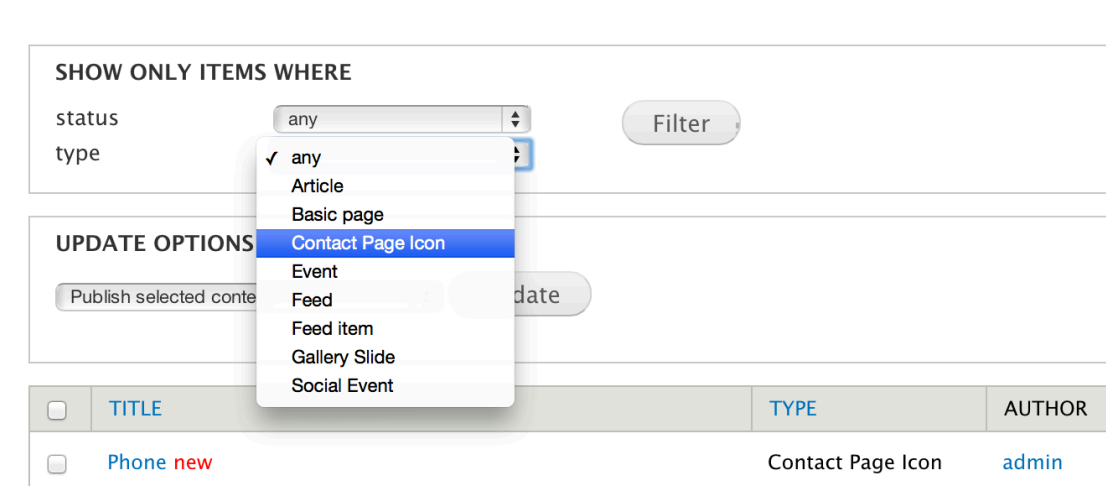 SHOW ONLY ITEMS WHERE
status any Filter
type
✓ any
Article
Basic page
UPDATE OPTIONS Contact Page Icon
Event
Publish selected conte
Feed
Feed item
Gallery Slide
Social Event
TITLE TYPE AUTHOR
Phone new Contact Page Icon admin